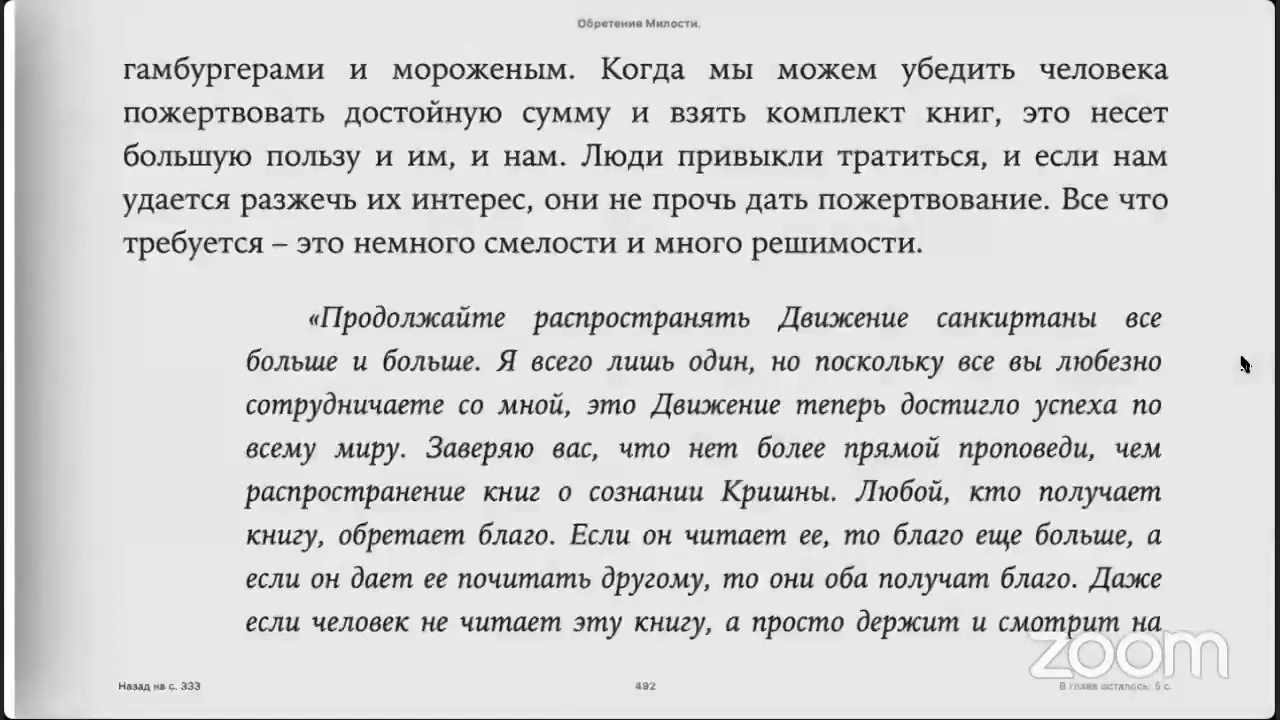 Обретение Милости.
гамбургерами и мороженым. Когда мы можем убедить человека
пожертвовать достойную сумму и взять комплект книг, это несет
большую пользу и им, и нам. Люди привыкли тратиться, и если нам
удается разжечь их интерес, они не прочь дать пожертвование. Все что
требуется – это немного смелости и много решимости.
«Продолжайте распространять Движение санкиртаны все
больше и больше. Я всего лишь один, но поскольку все вы любезно
сотрудничаете со мной, это Движение теперь достигло успеха по
всему миру. Заверяю вас, что нет более прямой проповеди, чем
распространение книг о сознании Кришны. Любой, кто получает
книгу, обретает благо. Если он читает ее, то благо еще больше, а
если он дает ее почитать другому, то они оба получат благо. Даже
если человек не читает эту книгу, а просто держит и смотрит на
zoom
Назад на с. 333
492
В главе осталось: 5 с.